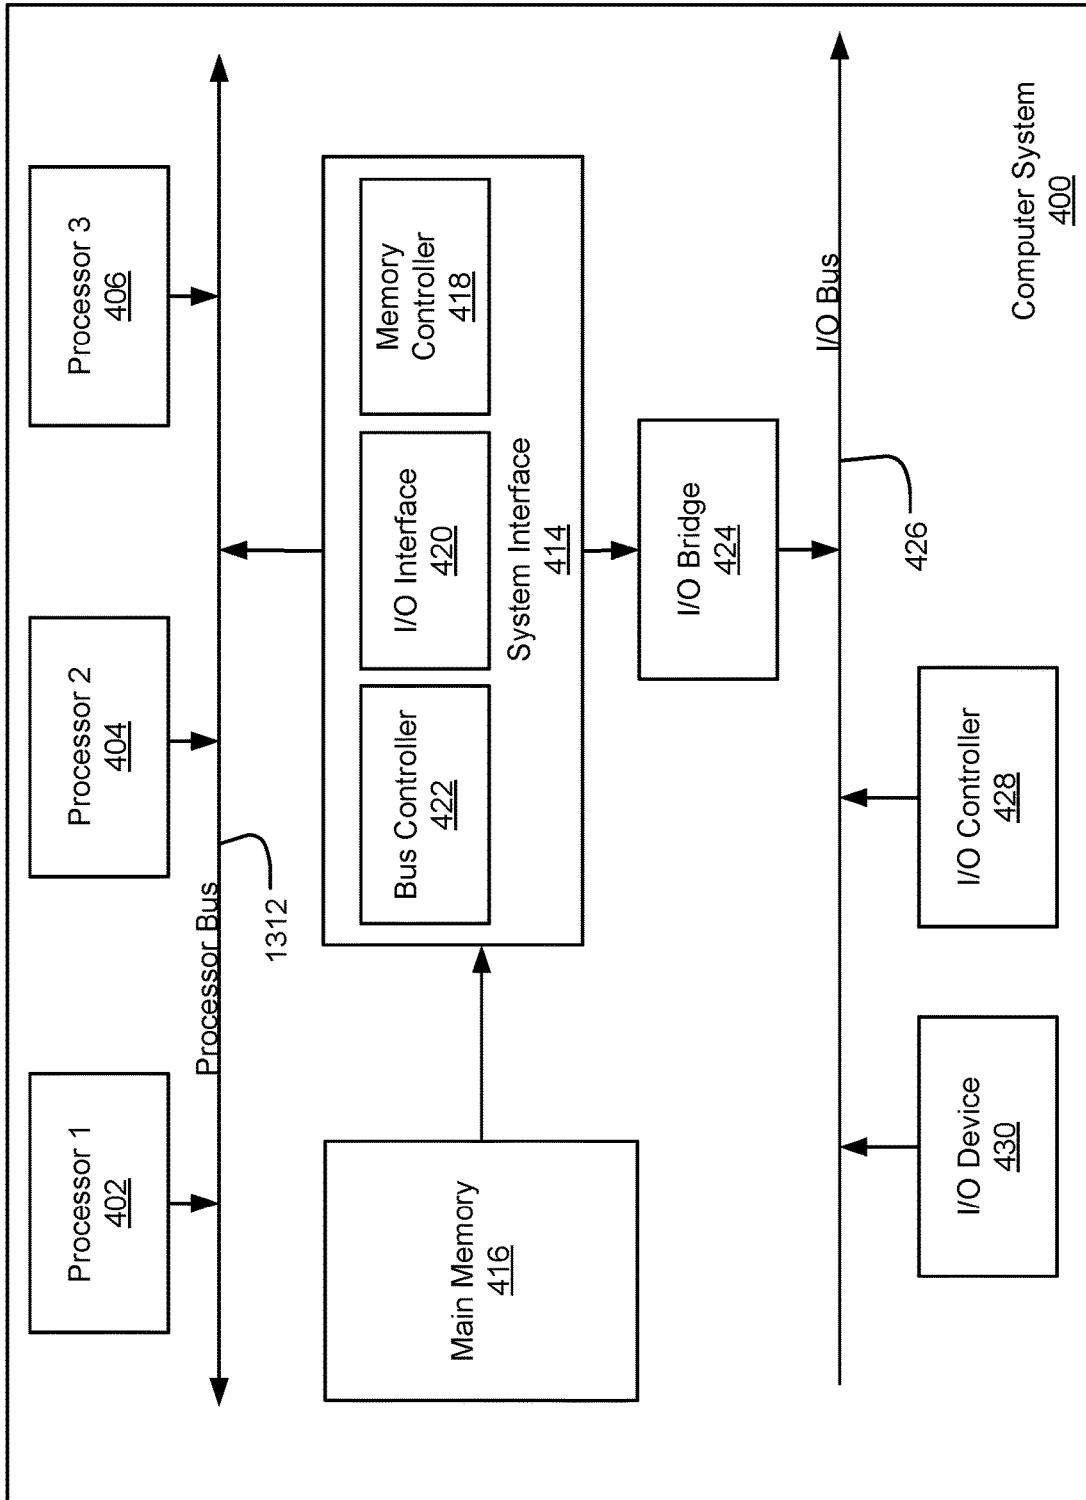 Processor 1
402
Processor 2
404
Processor 3
406
Processor Bus
1312
Main Memory
416
Bus Controller
422
I/O Interface
420
Memory
Controller
418
System Interface
414
I/O Bridge
424
I/O Bus
426
I/O Device
430
I/O Controller
428
Computer System
400